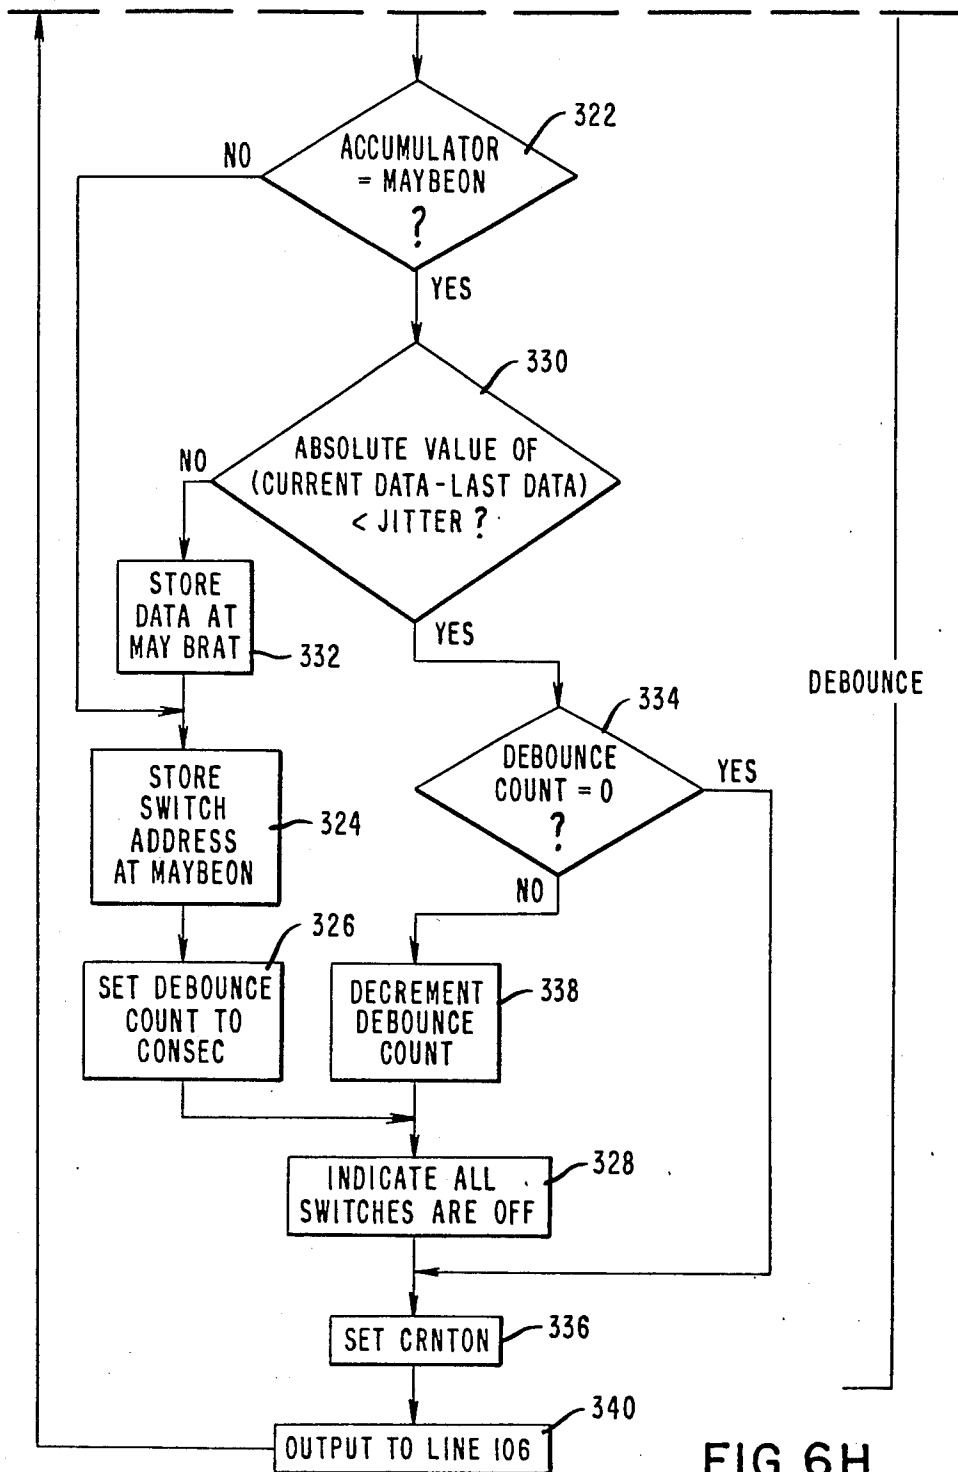 322
NO
ACCUMULATOR
= MAYBEON
?
YES
330
NO
ABSOLUTE VALUE OF
(CURRENT DATA-LAST DATA)
< JITTER ?
STORE
DATA AT
MAY BRAT
332
YES
DEBOUNCE
334
STORE
SWITCH
ADDRESS
AT MAYBEON
324
DEBOUNCE
COUNT = 0
?
YES
NO
326
SET DEBOUNCE
COUNT TO
CONSEC
DECREMENT
DEBOUNCE
COUNT
338
INDICATE ALL
SWITCHES ARE OFF
328
SET CRNTON
336
OUTPUT TO LINE 106
340
FIG 6H